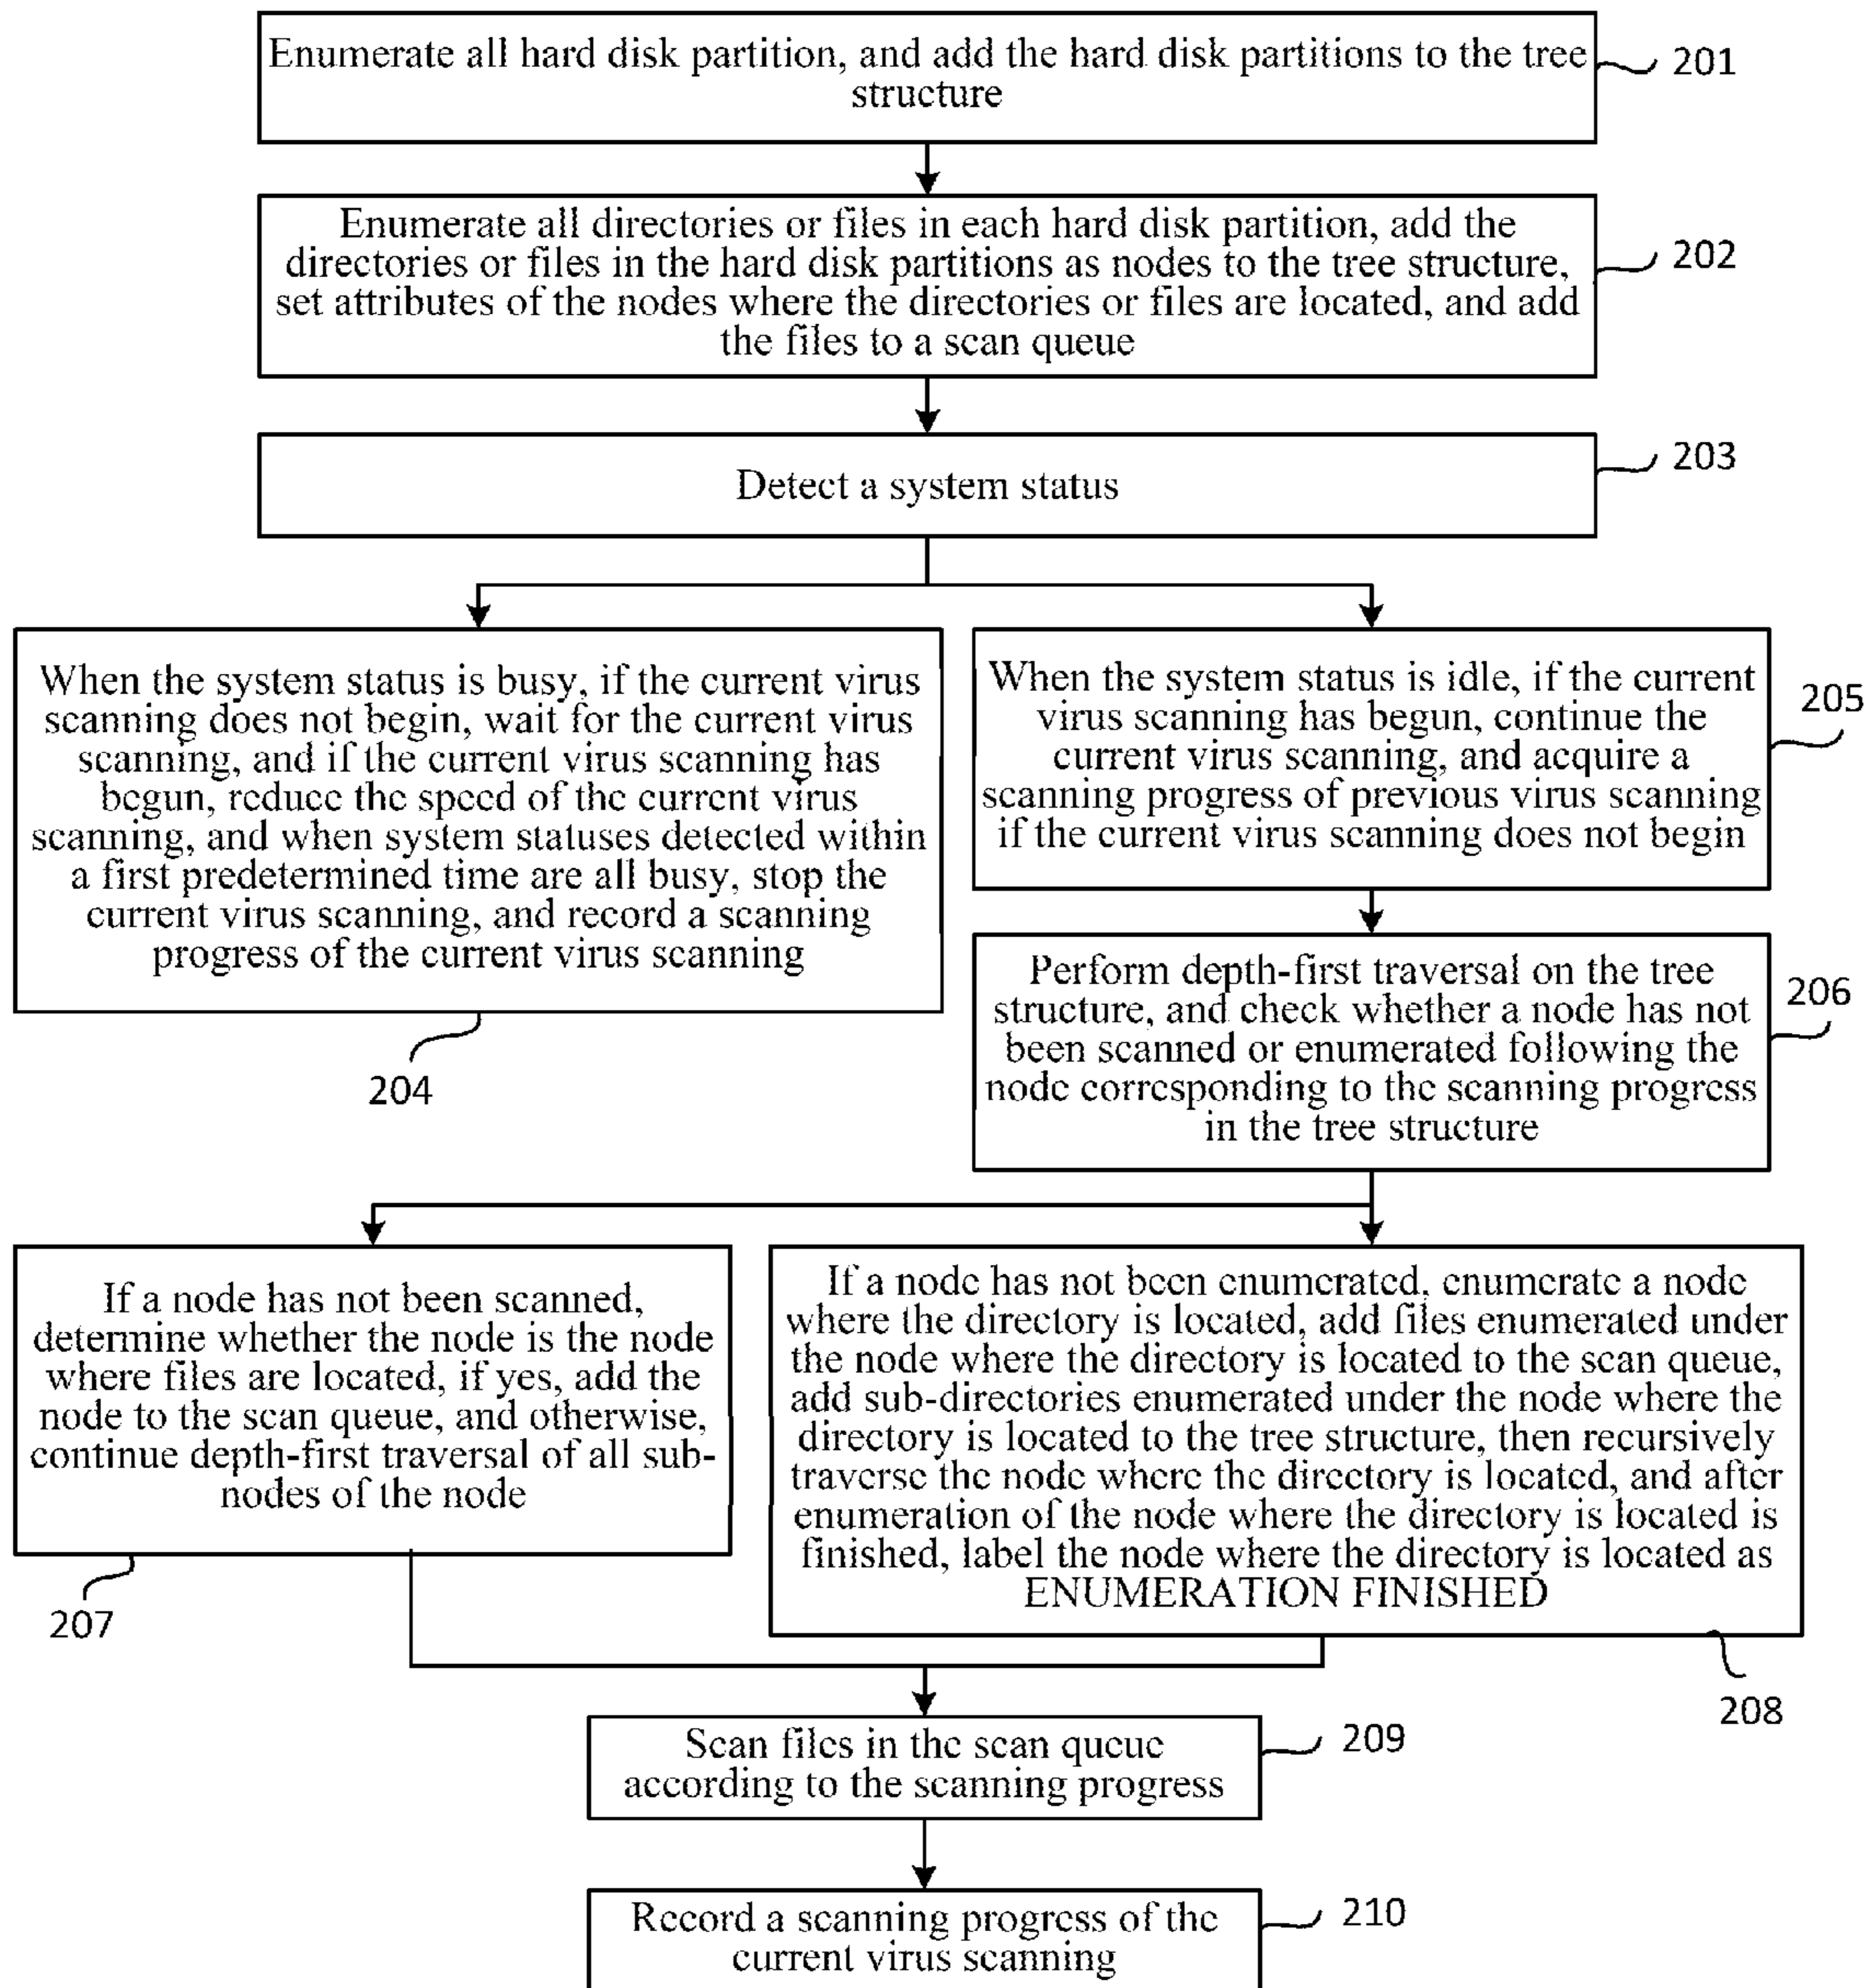 Enumerate all hard disk partition, and add the hard disk partitions to the tree
structure
201
Enumerate all directories or files in each hard disk partition, add the
directories or files in the hard disk partitions as nodes to the tree structure,
set attributes of the nodes where the directories or files are located, and add
the files to a scan queue
202
Detect a system status
203
When the system status is busy, if the current virus
scanning does not begin, wait for the current virus
scanning, and if the current virus scanning has
begun, reduce the speed of the current virus
scanning, and when system statuses detected within
a first predetermined time are all busy, stop the
current virus scanning, and record a scanning
progress of the current virus scanning
204
When the system status is idle, if the current
virus scanning has begun, continue the
current virus scanning, and acquire a
scanning progress of previous virus scanning
if the current virus scanning does not begin
205
Perform depth-first traversal on the tree
structure, and check whether a node has not
been scanned or enumerated following the
node corresponding to the scanning progress
in the tree structure
206
If a node has not been scanned,
determine whether the node is the node
where files are located, if yes, add the
node to the scan queue, and otherwise,
continue depth-first traversal of all sub-
nodes of the node
207
If a node has not been enumerated, enumerate a node
where the directory is located, add files enumerated under
the node where the directory is located to the scan queue,
add sub-directories enumerated under the node where the
directory is located to the tree structure, then recursively
traverse the node where the directory is located, and after
enumeration of the node where the directory is located is
finished, label the node where the directory is located as
ENUMERATION FINISHED
208
Scan files in the scan queue
according to the scanning progress
209
Record a scanning progress of the
current virus scanning
210